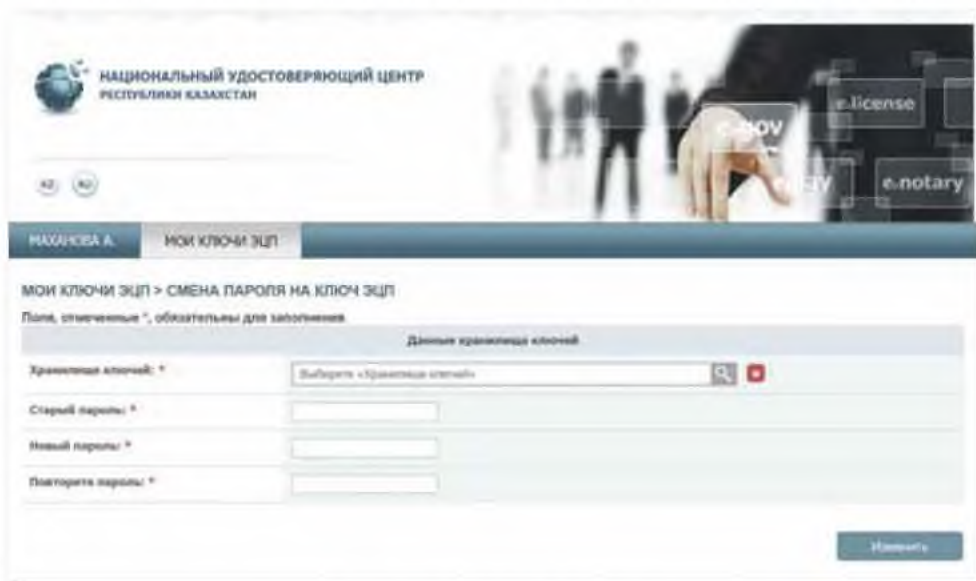 НАЦИОНАЛЬНЫЙ УДОСТОВЕРЯЮЩИЙ ЦЕНТР
РЕСПУБЛИКИ КАЗАХСТАН
e.license
e.notary
МАХАНОВА А.
МОИ КЛЮЧИ ЭЦП
МОИ КЛЮЧИ ЭЦП > СМЕНА ПАРОЛЯ НА КЛЮЧ ЭЦП
Поля, отмеченные *, обязательны для заполнения
Данные хранилища ключей
Хранилище ключей: *
Выберите «Хранилище ключей»
Старый пароль: *
Новый пароль: *
Повторите пароль: *
Изменить